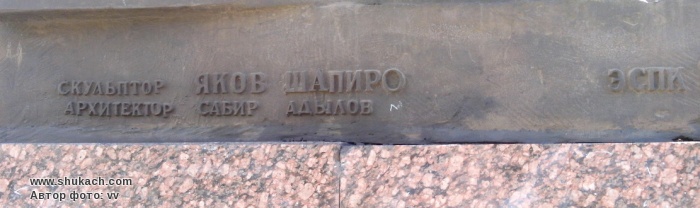 СКУЛЬПТОР ЯКОВ ШАПИРО
АРХИТЕКТОР САБИР АДЫЛОВ
ЭСПК
www.shukach.com
Автор фото: vv